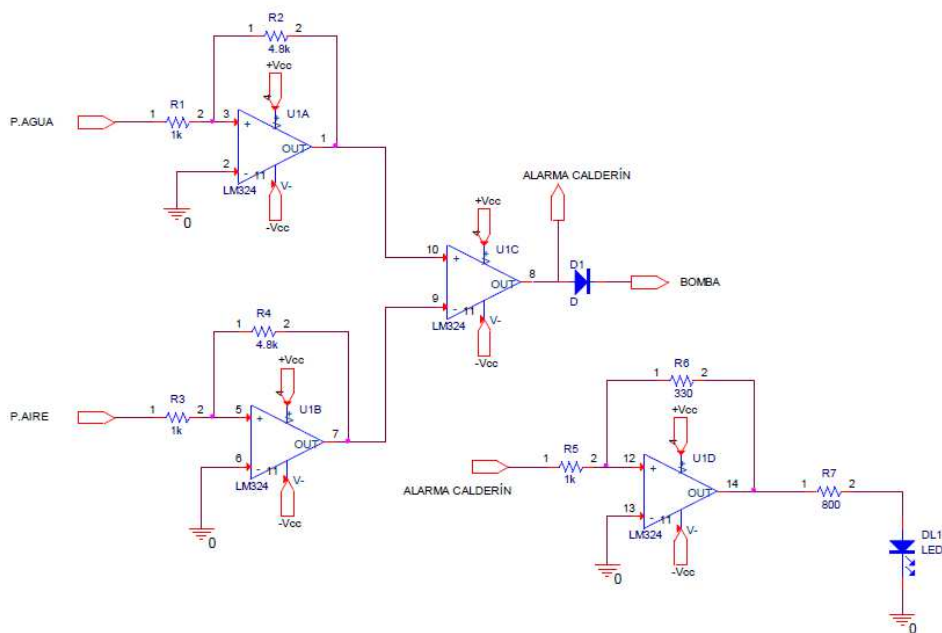 R2
1 2
4.8k
+Vcc
4
V+
U1A
P.AGUA
R1
1 2
1k
3
+
1
OUT
2
-
11
V-
LM324
-Vcc
0
ALARMA CALDERÍN
+Vcc
4
V+
U1C
10
+
8
OUT
9
-
11
V-
LM324
-Vcc
D1
D
BOMBA
R4
1 2
4.8k
+Vcc
4
V+
U1B
P.AIRE
R3
1 2
1k
5
+
7
OUT
6
-
11
V-
LM324
-Vcc
0
R6
1 2
330
+Vcc
4
V+
U1D
ALARMA CALDERÍN
R5
1 2
1k
12
+
14
OUT
13
-
11
V-
LM324
-Vcc
0
R7
1 2
800
DL1
LED
0